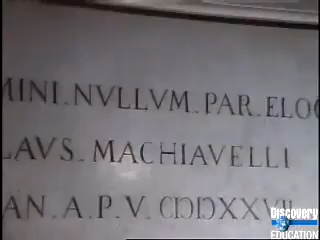 MINI.NVLLVM.PAR.ELOG
LAVS.MACHIAVELLI
AN.A.P.V.CIↃIↃXXVII
Discovery
EDUCATION